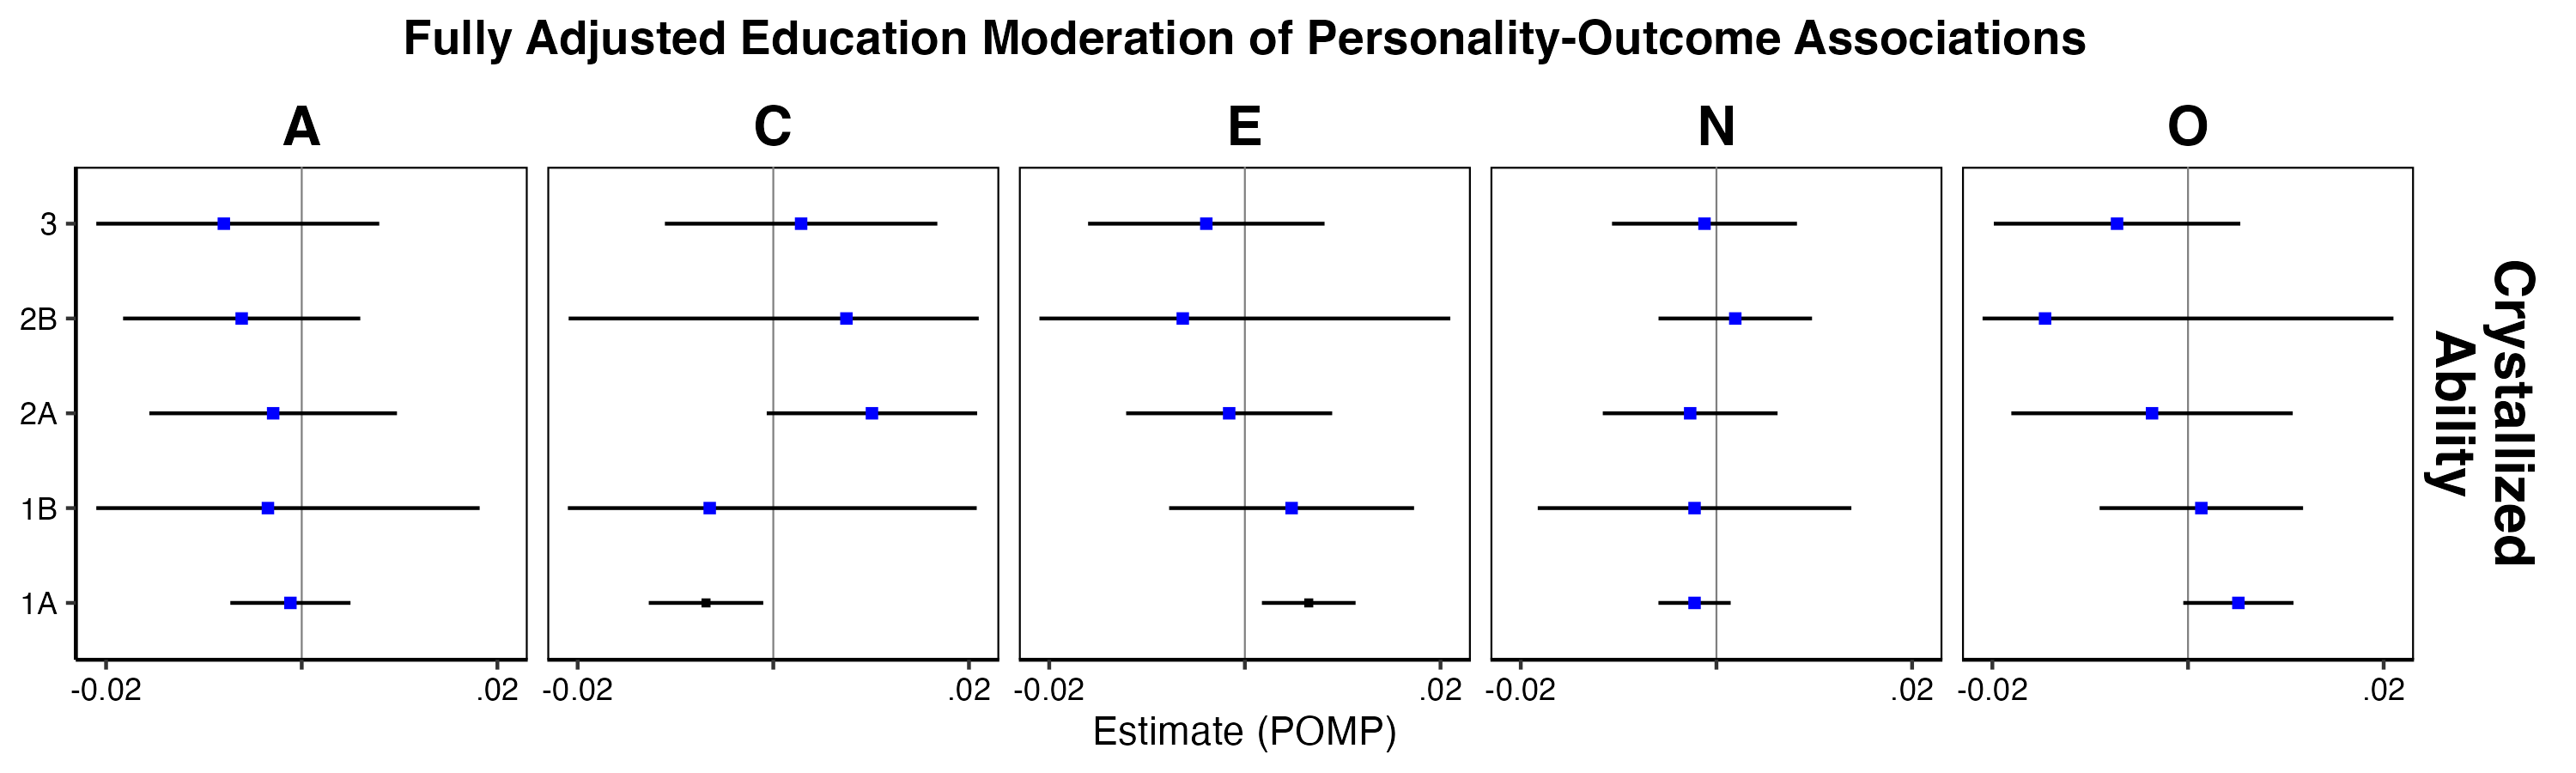 Fully Adjusted Education Moderation of Personality-Outcome Associations
A C E N O
3
2B
2A
1B
1A
Crystallized
Ability
-0.02 .02 -0.02 .02 -0.02 .02 -0.02 .02 -0.02 .02
Estimate (POMP)